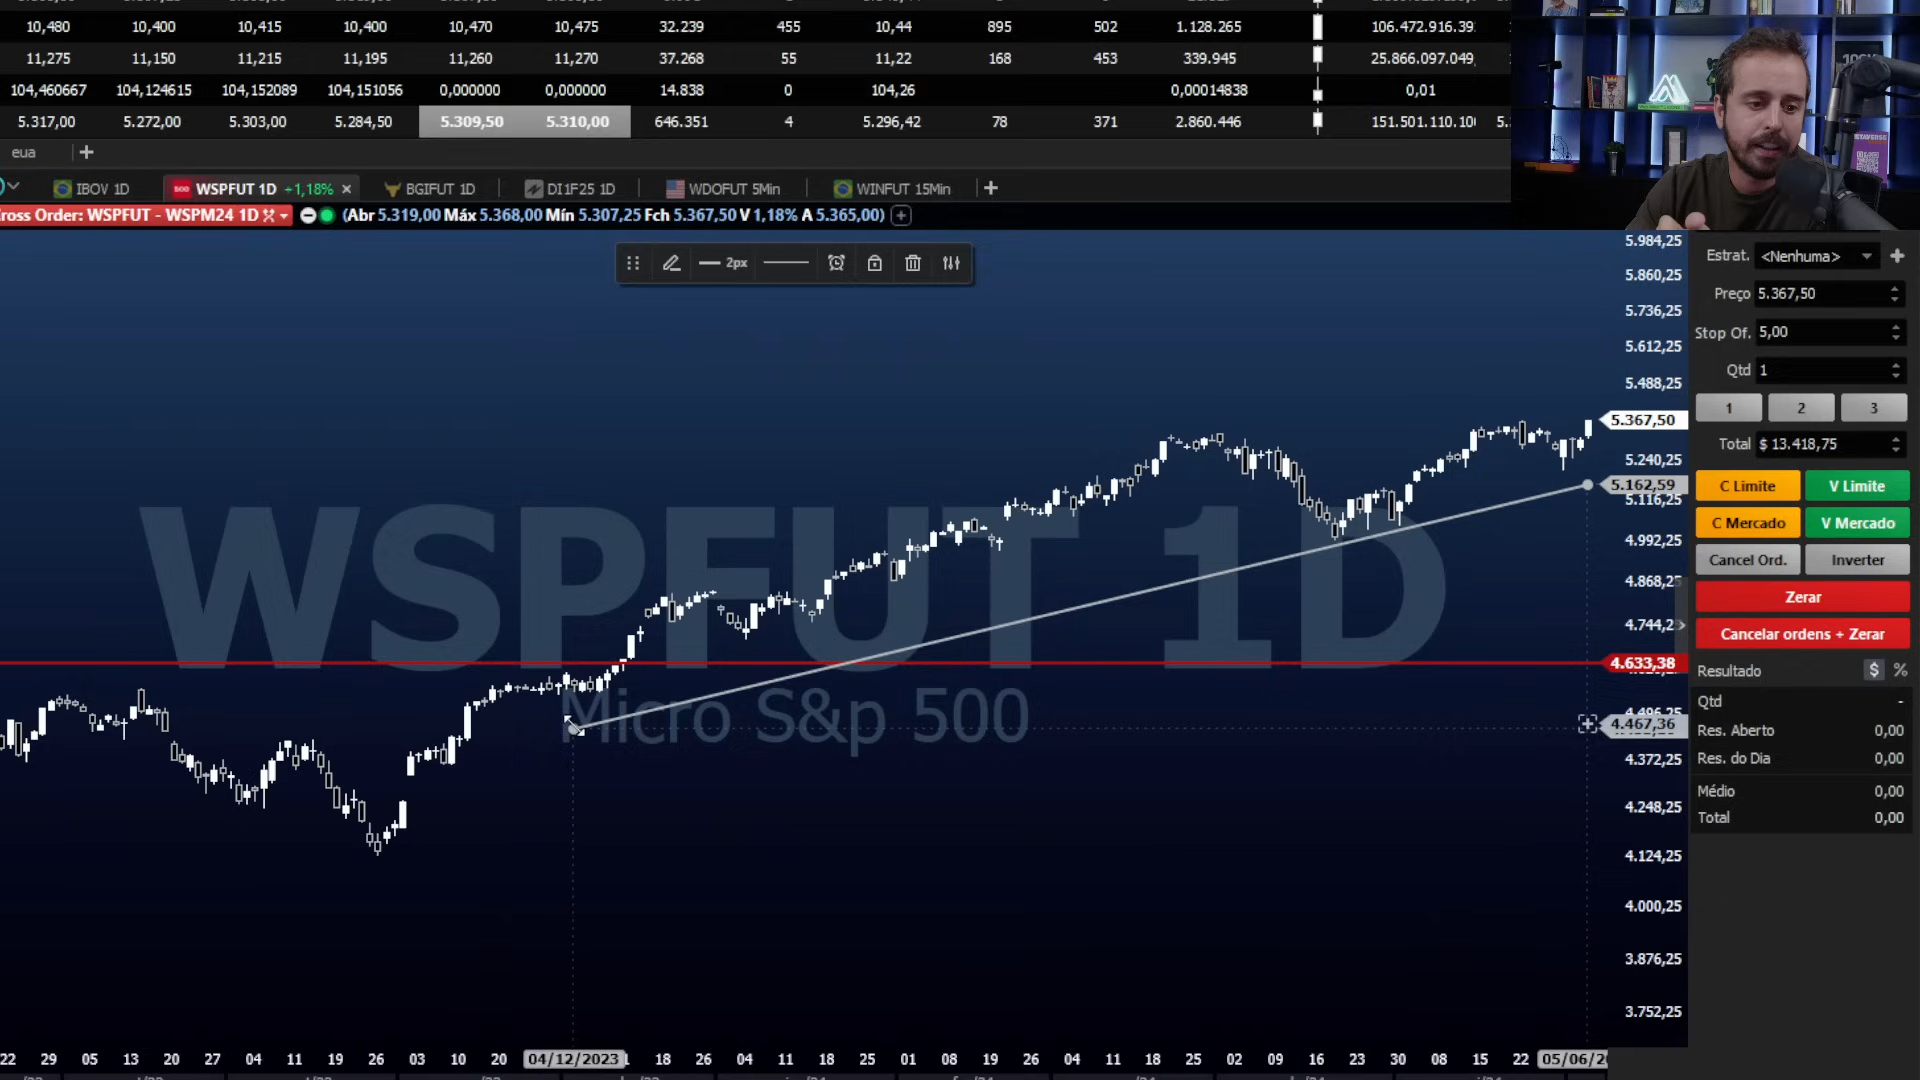 10,480 10,400 10,415 10,400 10,470 10,475 32.239 455 10,44 895 502 1.128.265 106.472.916.39
11,275 11,150 11,215 11,195 11,260 11,270 37.268 55 11,22 168 453 339.945 25.866.097.049,
104,460667 104,124615 104,152089 104,151056 0,000000 0,000000 14.838 0 104,26 0,00014838 0,01
5.317,00 5.272,00 5.303,00 5.284,50 5.309,50 5.310,00 646.351 4 5.296,42 78 371 2.860.446 151.501.110.10
eua +
IBOV 1D WSPFUT 1D +1,18% × BGIFUT 1D DI1F25 1D WDOFUT 5Min WINFUT 15Min +
Cross Order: WSPFUT - WSPM24 1D (Abr 5.319,00 Máx 5.368,00 Mín 5.307,25 Fch 5.367,50 V 1,18% A 5.365,00)
2px
WSPFUT 1D
Micro S&p 500
5.984,25
5.860,25
5.736,25
5.612,25
5.488,25
5.367,50
5.240,25
5.162,59
5.116,25
4.992,25
4.868,25
4.744,2
4.633,38
4.467,36
4.372,25
4.248,25
4.124,25
4.000,25
3.876,25
3.752,25
22 29 05 13 20 27 04 11 19 26 03 10 20 04/12/2023 18 26 04 11 18 25 01 08 19 26 04 11 18 25 02 09 16 23 30 08 15 22 05/06/20
Estrat. <Nenhuma>
Preço 5.367,50
Stop Of. 5,00
Qtd 1
1 2 3
Total $ 13.418,75
C Limite V Limite
C Mercado V Mercado
Cancel Ord. Inverter
Zerar
Cancelar ordens + Zerar
Resultado $ %
Qtd -
Res. Aberto 0,00
Res. do Dia 0,00
Médio 0,00
Total 0,00